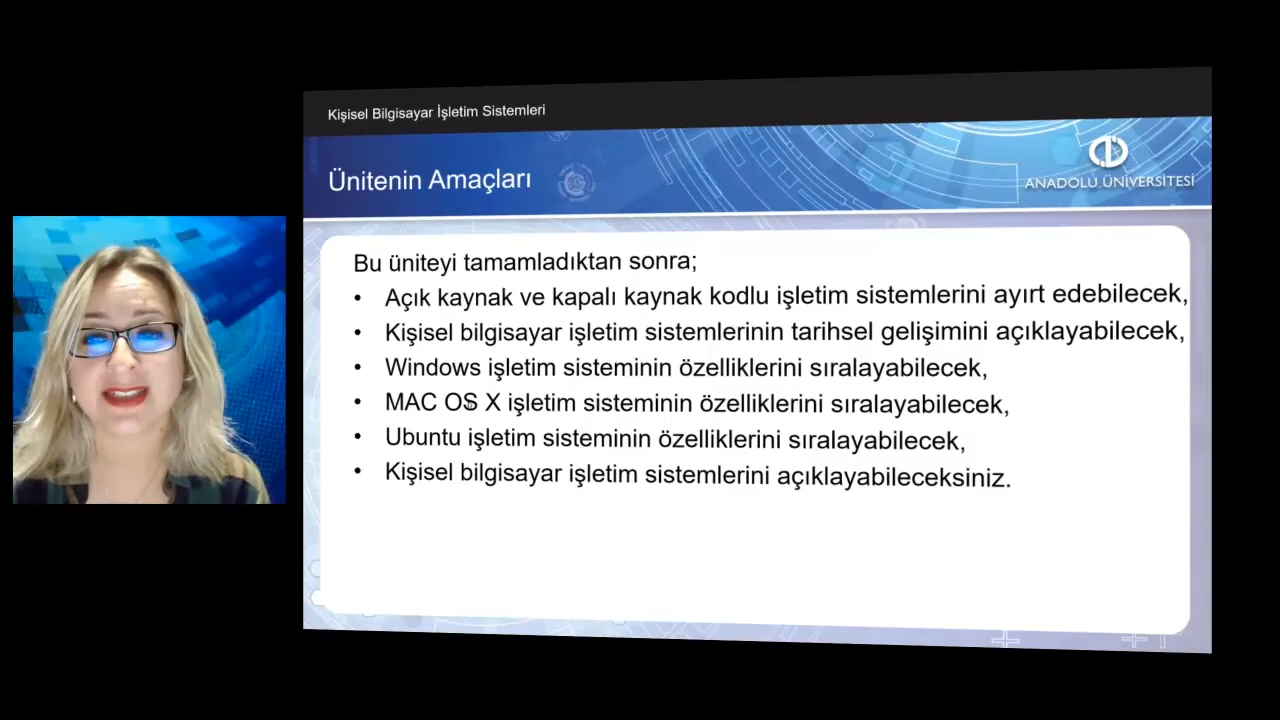 Kişisel Bilgisayar İşletim Sistemleri
Ünitenin Amaçları
ANADOLU ÜNİVERSİTESİ
Bu üniteyi tamamladıktan sonra;
• Açık kaynak ve kapalı kaynak kodlu işletim sistemlerini ayırt edebilecek,
• Kişisel bilgisayar işletim sistemlerinin tarihsel gelişimini açıklayabilecek,
• Windows işletim sisteminin özelliklerini sıralayabilecek,
• MAC OS X işletim sisteminin özelliklerini sıralayabilecek,
• Ubuntu işletim sisteminin özelliklerini sıralayabilecek,
• Kişisel bilgisayar işletim sistemlerini açıklayabileceksiniz.